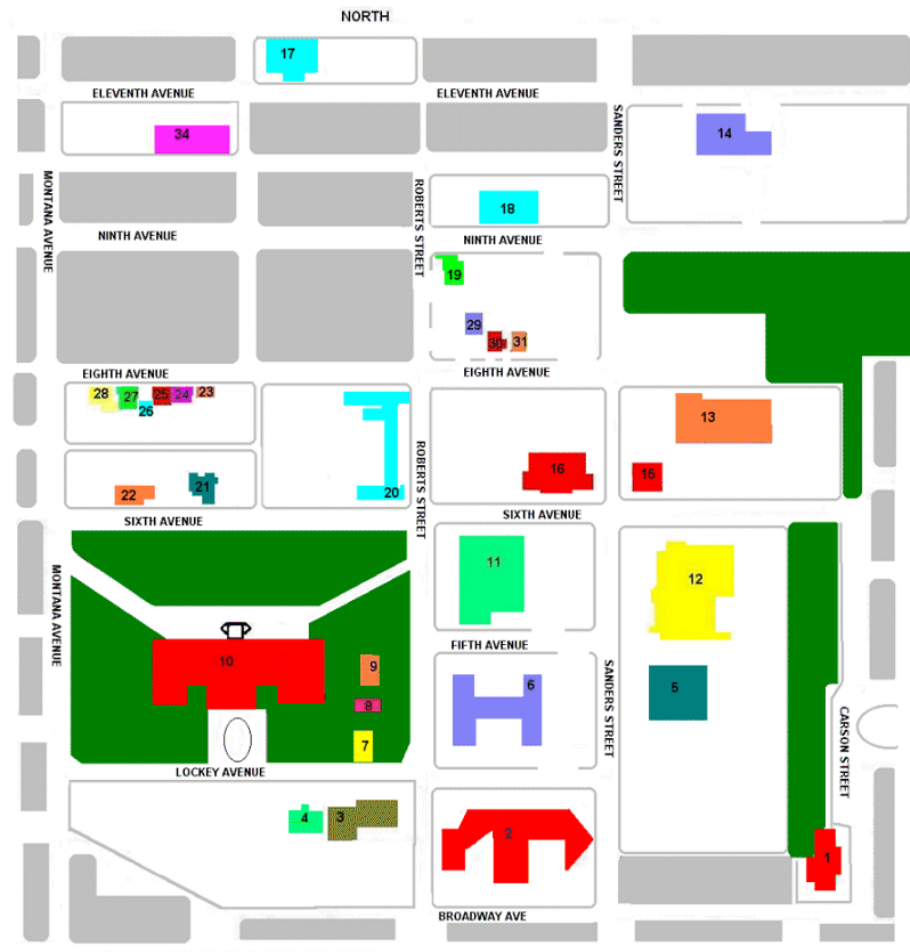 NORTH
17
ELEVENTH AVENUE
ELEVENTH AVENUE
34
SANDERS STREET
14
MONTANA AVENUE
ROBERTS STREET
18
NINTH AVENUE
NINTH AVENUE
19
29
30
31
EIGHTH AVENUE
EIGHTH AVENUE
28
27
26
25
24
23
13
ROBERTS STREET
16
15
22
21
20
SIXTH AVENUE
SIXTH AVENUE
MONTANA AVENUE
11
12
10
9
FIFTH AVENUE
SANDERS STREET
6
5
8
7
CARSON STREET
LOCKEY AVENUE
4
3
2
1
BROADWAY AVE